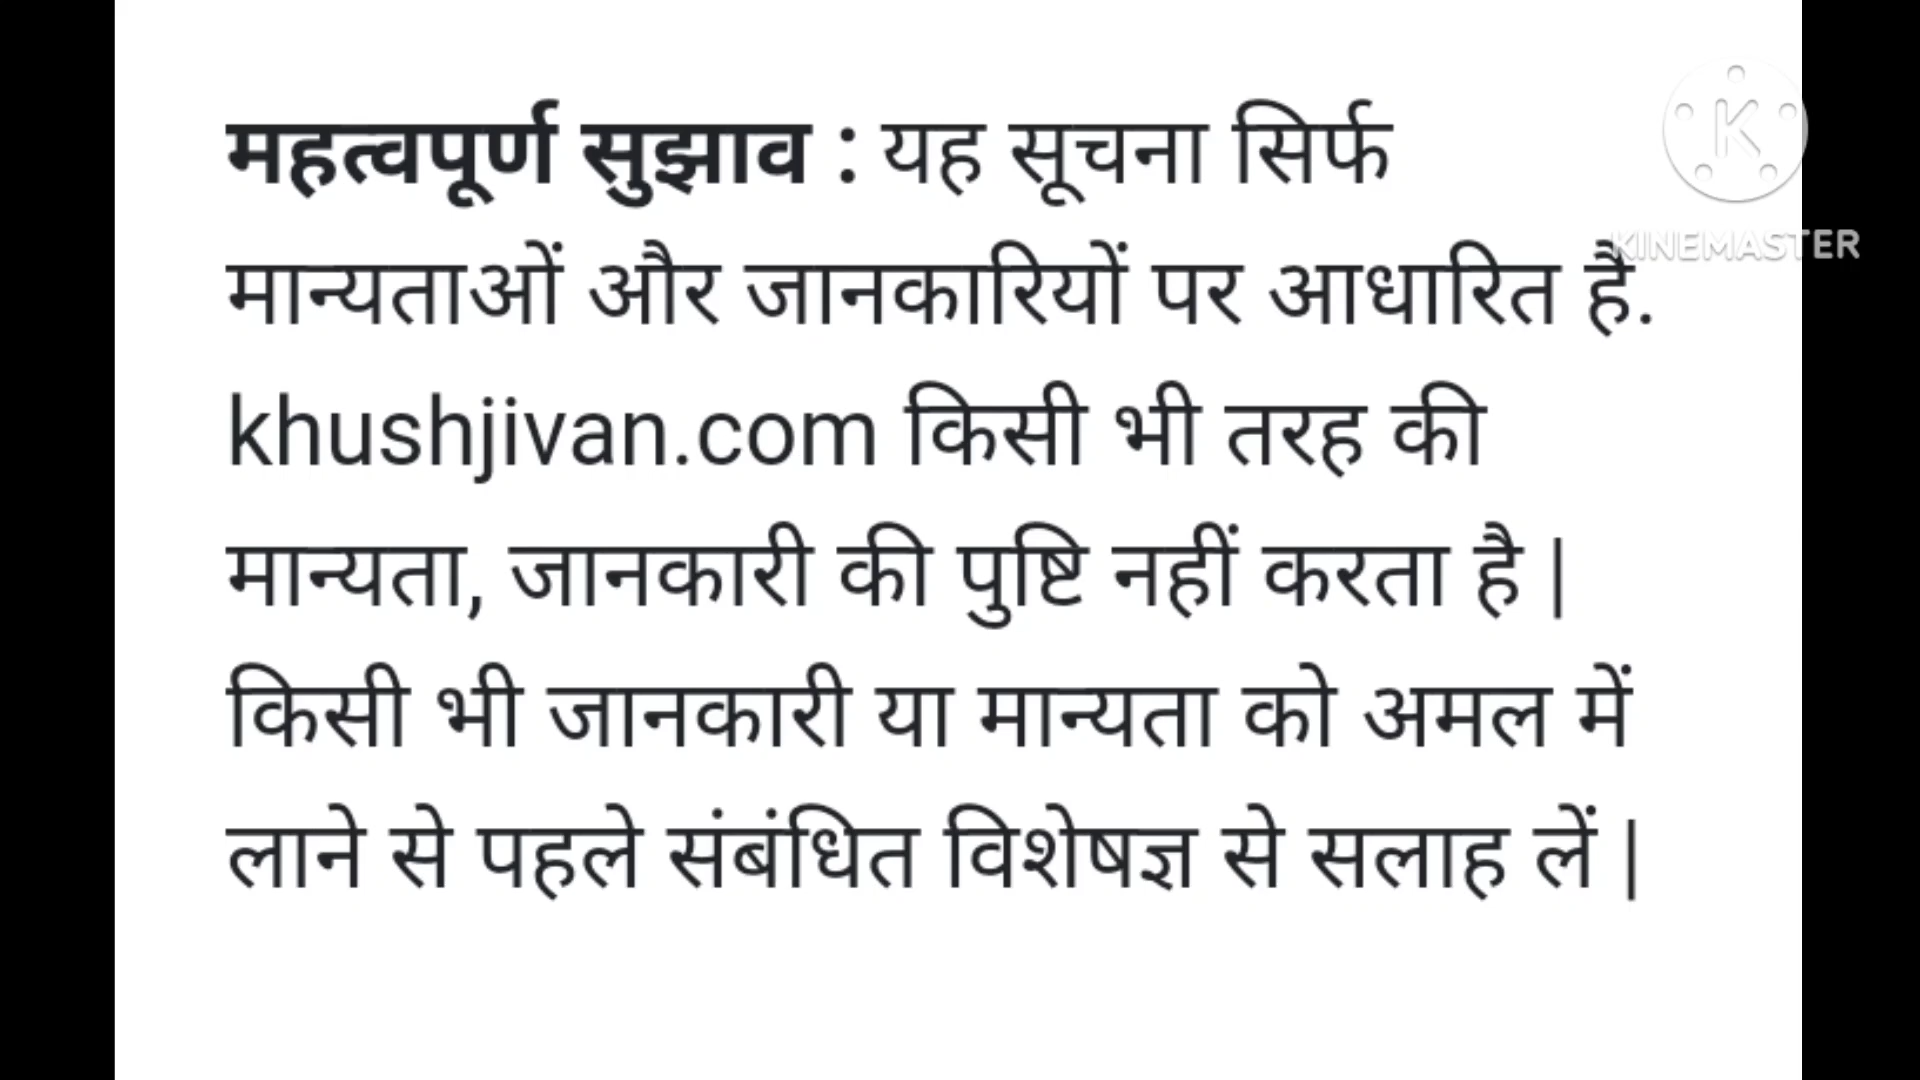 महत्वपूर्ण सुझाव : यह सूचना सिर्फ
मान्यताओं और जानकारियों पर आधारित है.
khushjivan.com किसी भी तरह की
मान्यता, जानकारी की पुष्टि नहीं करता है |
किसी भी जानकारी या मान्यता को अमल में
लाने से पहले संबंधित विशेषज्ञ से सलाह लें |
K
KINEMASTER